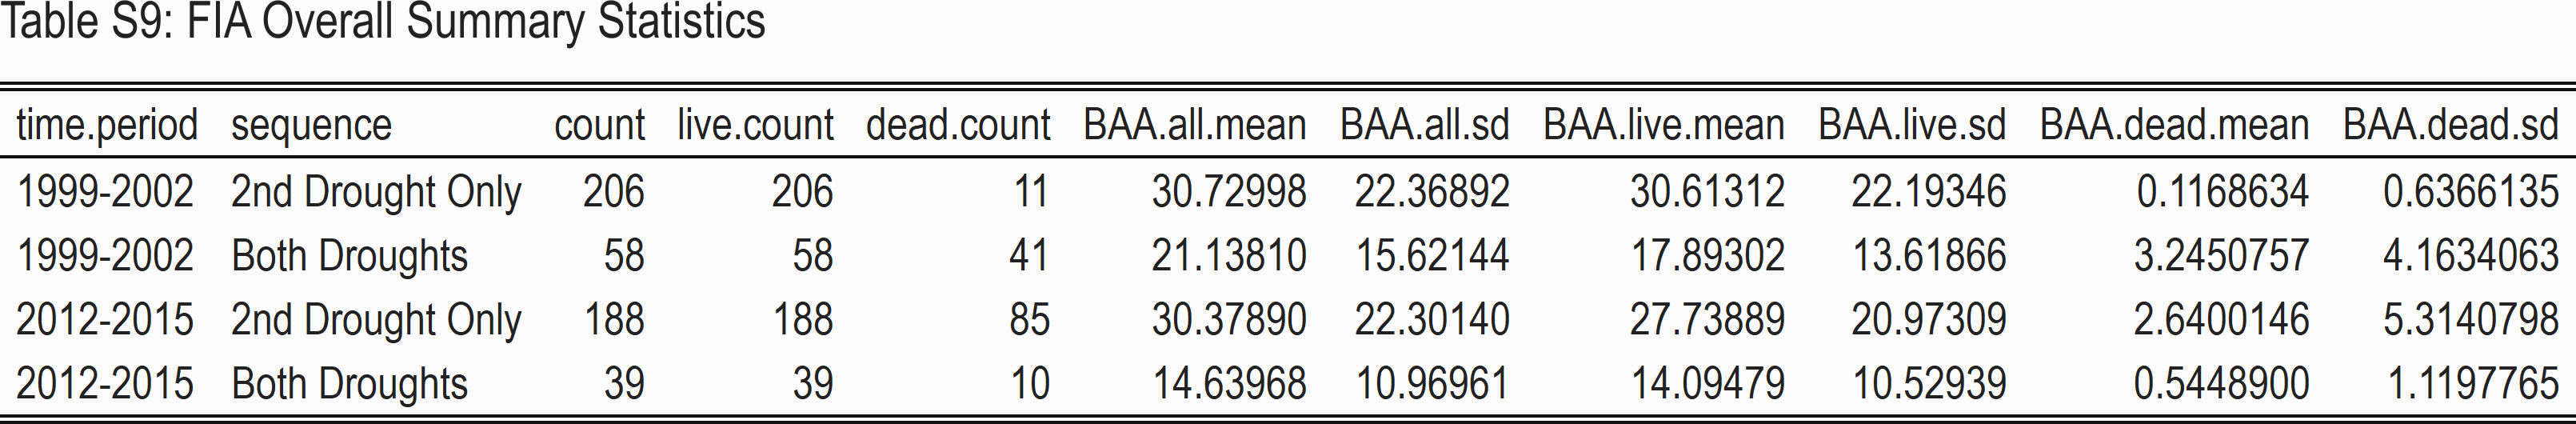 Table S9: FIA Overall Summary Statistics
time.period sequence count live.count dead.count BAA.all.mean BAA.all.sd BAA.live.mean BAA.live.sd BAA.dead.mean BAA.dead.sd
1999-2002 2nd Drought Only 206 206 11 30.72998 22.36892 30.61312 22.19346 0.1168634 0.6366135
1999-2002 Both Droughts 58 58 41 21.13810 15.62144 17.89302 13.61866 3.2450757 4.1634063
2012-2015 2nd Drought Only 188 188 85 30.37890 22.30140 27.73889 20.97309 2.6400146 5.3140798
2012-2015 Both Droughts 39 39 10 14.63968 10.96961 14.09479 10.52939 0.5448900 1.1197765